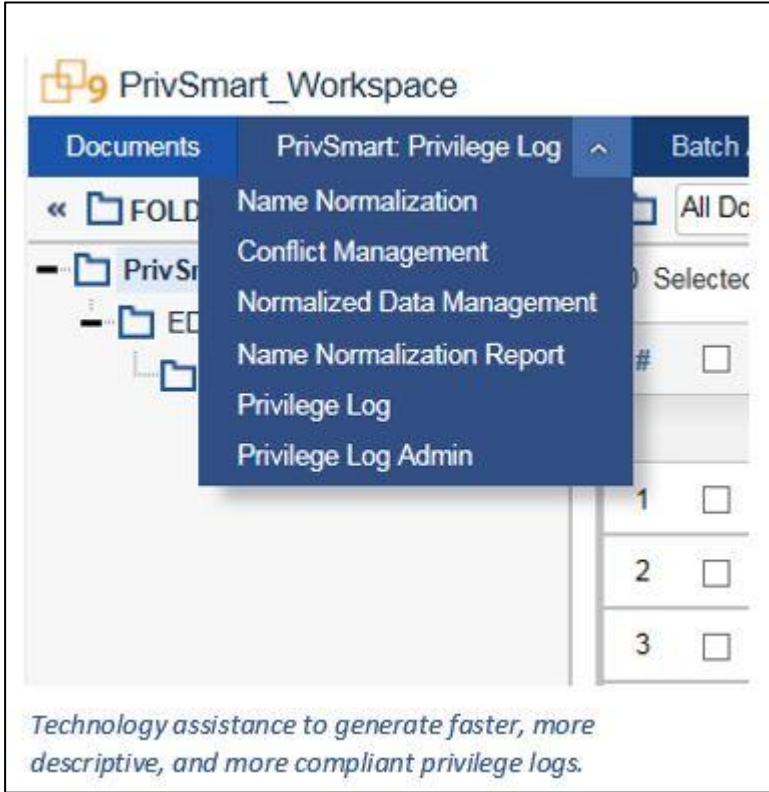 9 PrivSmart_Workspace
Documents PrivSmart: Privilege Log Batch
« FOLD All Do
Name Normalization
Conflict Management
PrivSm Selected
Normalized Data Management
ED
Name Normalization Report
#
Privilege Log
Privilege Log Admin
1
2
3
Technology assistance to generate faster, more
descriptive, and more compliant privilege logs.